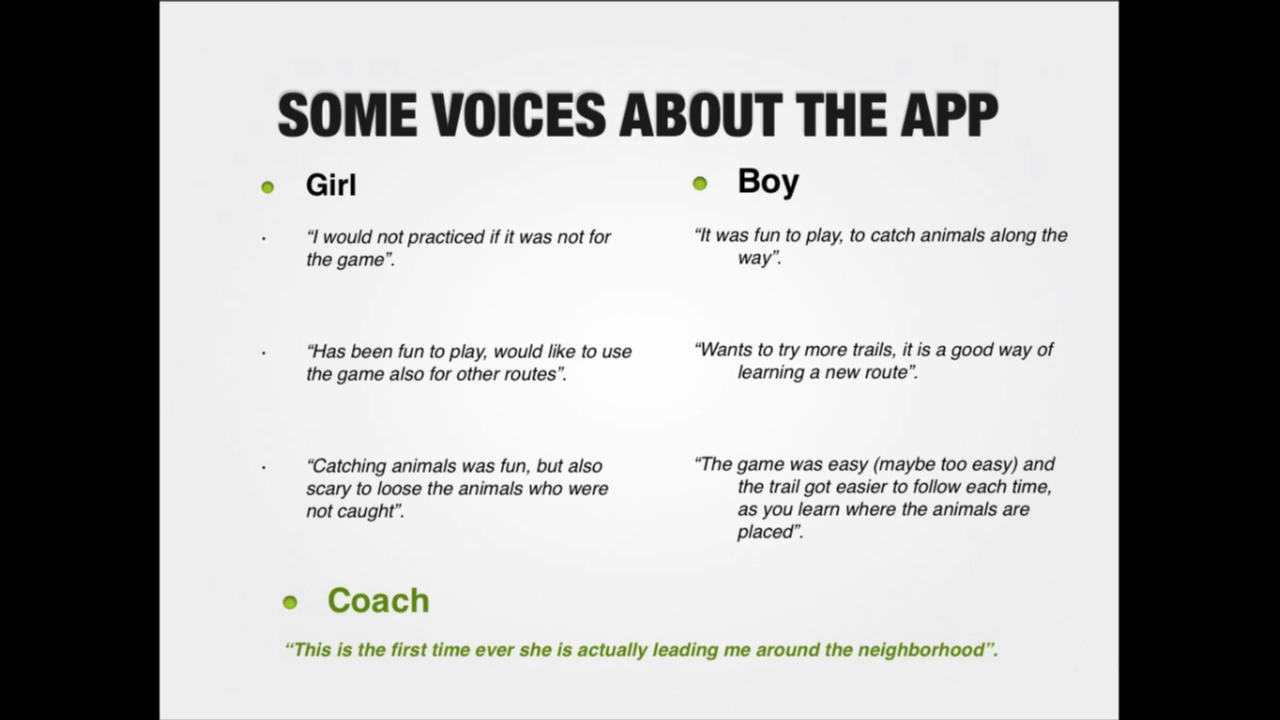 SOME VOICES ABOUT THE APP
Girl
“I would not practiced if it was not for
the game”.
“Has been fun to play, would like to use
the game also for other routes”.
“Catching animals was fun, but also
scary to loose the animals who were
not caught”.
Boy
“It was fun to play, to catch animals along the
way”.
“Wants to try more trails, it is a good way of
learning a new route”.
“The game was easy (maybe too easy) and
the trail got easier to follow each time,
as you learn where the animals are
placed”.
Coach
“This is the first time ever she is actually leading me around the neighborhood”.